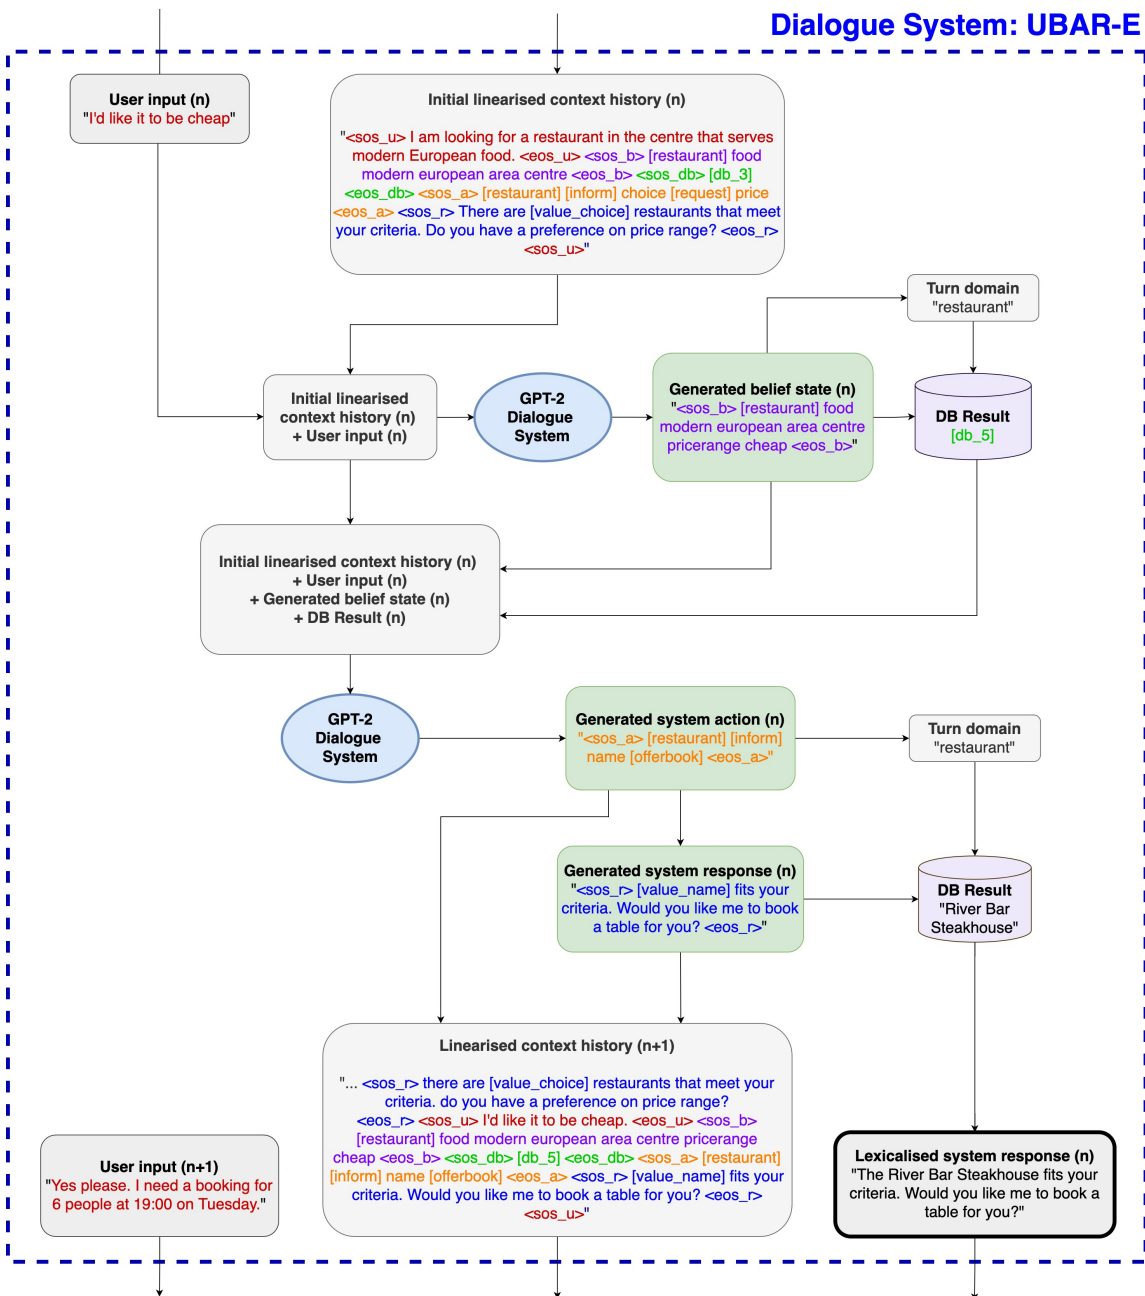 Dialogue System: UBAR-E
User input (n)
"I'd like it to be cheap"
Initial linearised context history (n)
"<sos_u> I am looking for a restaurant in the centre that serves
modern European food. <eos_u> <sos_b> [restaurant] food
modern european area centre <eos_b> <sos_db> [db_3]
<eos_db> <sos_a> [restaurant] [inform] choice [request] price
<eos_a> <sos_r> There are [value_choice] restaurants that meet
your criteria. Do you have a preference on price range? <eos_r>
<sos_u>"
Turn domain
"restaurant"
Initial linearised
context history (n)
+ User input (n)
GPT-2
Dialogue
System
Generated belief state (n)
"<sos_b> [restaurant] food
modern european area centre
pricerange cheap <eos_b>"
DB Result
[db_5]
Initial linearised context history (n)
+ User input (n)
+ Generated belief state (n)
+ DB Result (n)
GPT-2
Dialogue
System
Generated system action (n)
"<sos_a> [restaurant] [inform]
name [offerbook] <eos_a>"
Turn domain
"restaurant"
Generated system response (n)
"<sos_r> [value_name] fits your
criteria. Would you like me to book
a table for you? <eos_r>"
DB Result
"River Bar
Steakhouse"
Linearised context history (n+1)
"... <sos_r> there are [value_choice] restaurants that meet your
criteria. do you have a preference on price range?
<eos_r> <sos_u> I'd like it to be cheap. <eos_u> <sos_b>
[restaurant] food modern european area centre pricerange
cheap <eos_b> <sos_db> [db_5] <eos_db> <sos_a> [restaurant]
[inform] name [offerbook] <eos_a> <sos_r> [value_name] fits your
criteria. Would you like me to book a table for you? <eos_r>
<sos_u>"
User input (n+1)
"Yes please. I need a booking for
6 people at 19:00 on Tuesday."
Lexicalised system response (n)
"The River Bar Steakhouse fits your
criteria. Would you like me to book a
table for you?"